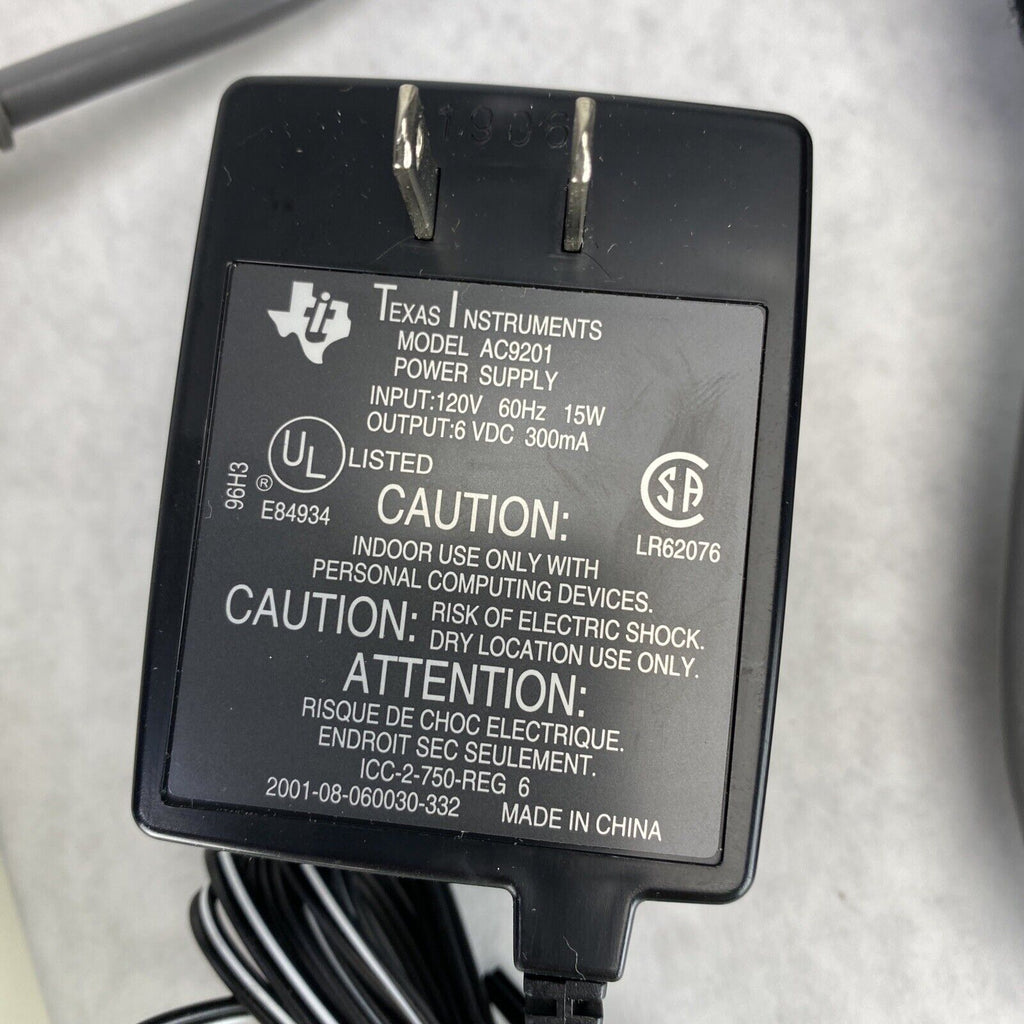 1906
TEXAS INSTRUMENTS
MODEL AC9201
POWER SUPPLY
INPUT:120V 60Hz 15W
OUTPUT:6 VDC 300mA
96H3
UL
®
LISTED
E84934
SA
LR62076
CAUTION:
INDOOR USE ONLY WITH
PERSONAL COMPUTING DEVICES.
CAUTION: RISK OF ELECTRIC SHOCK.
DRY LOCATION USE ONLY.
ATTENTION:
RISQUE DE CHOC ELECTRIQUE.
ENDROIT SEC SEULEMENT.
ICC-2-750-REG 6
2001-08-060030-332 MADE IN CHINA